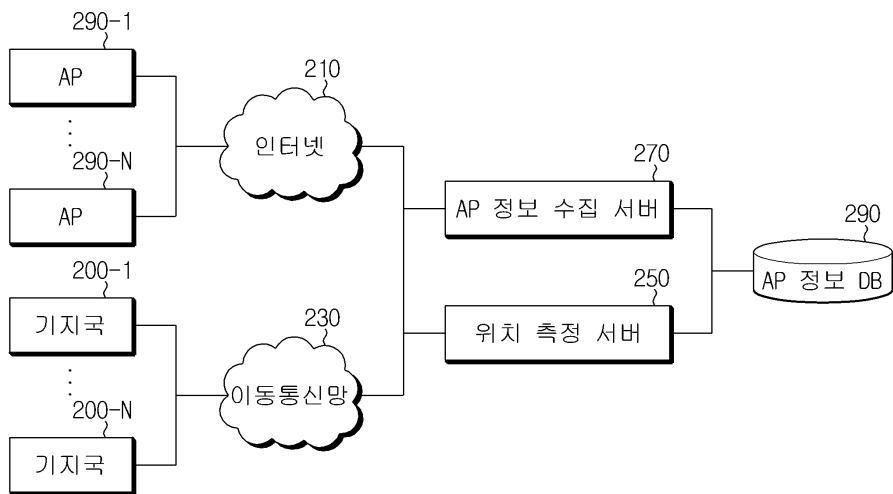 290-1
AP
290-N
AP
210
인터넷
200-1
기지국
200-N
기지국
230
이동통신망
270
AP 정보 수집 서버
250
위치 측정 서버
290
AP 정보 DB